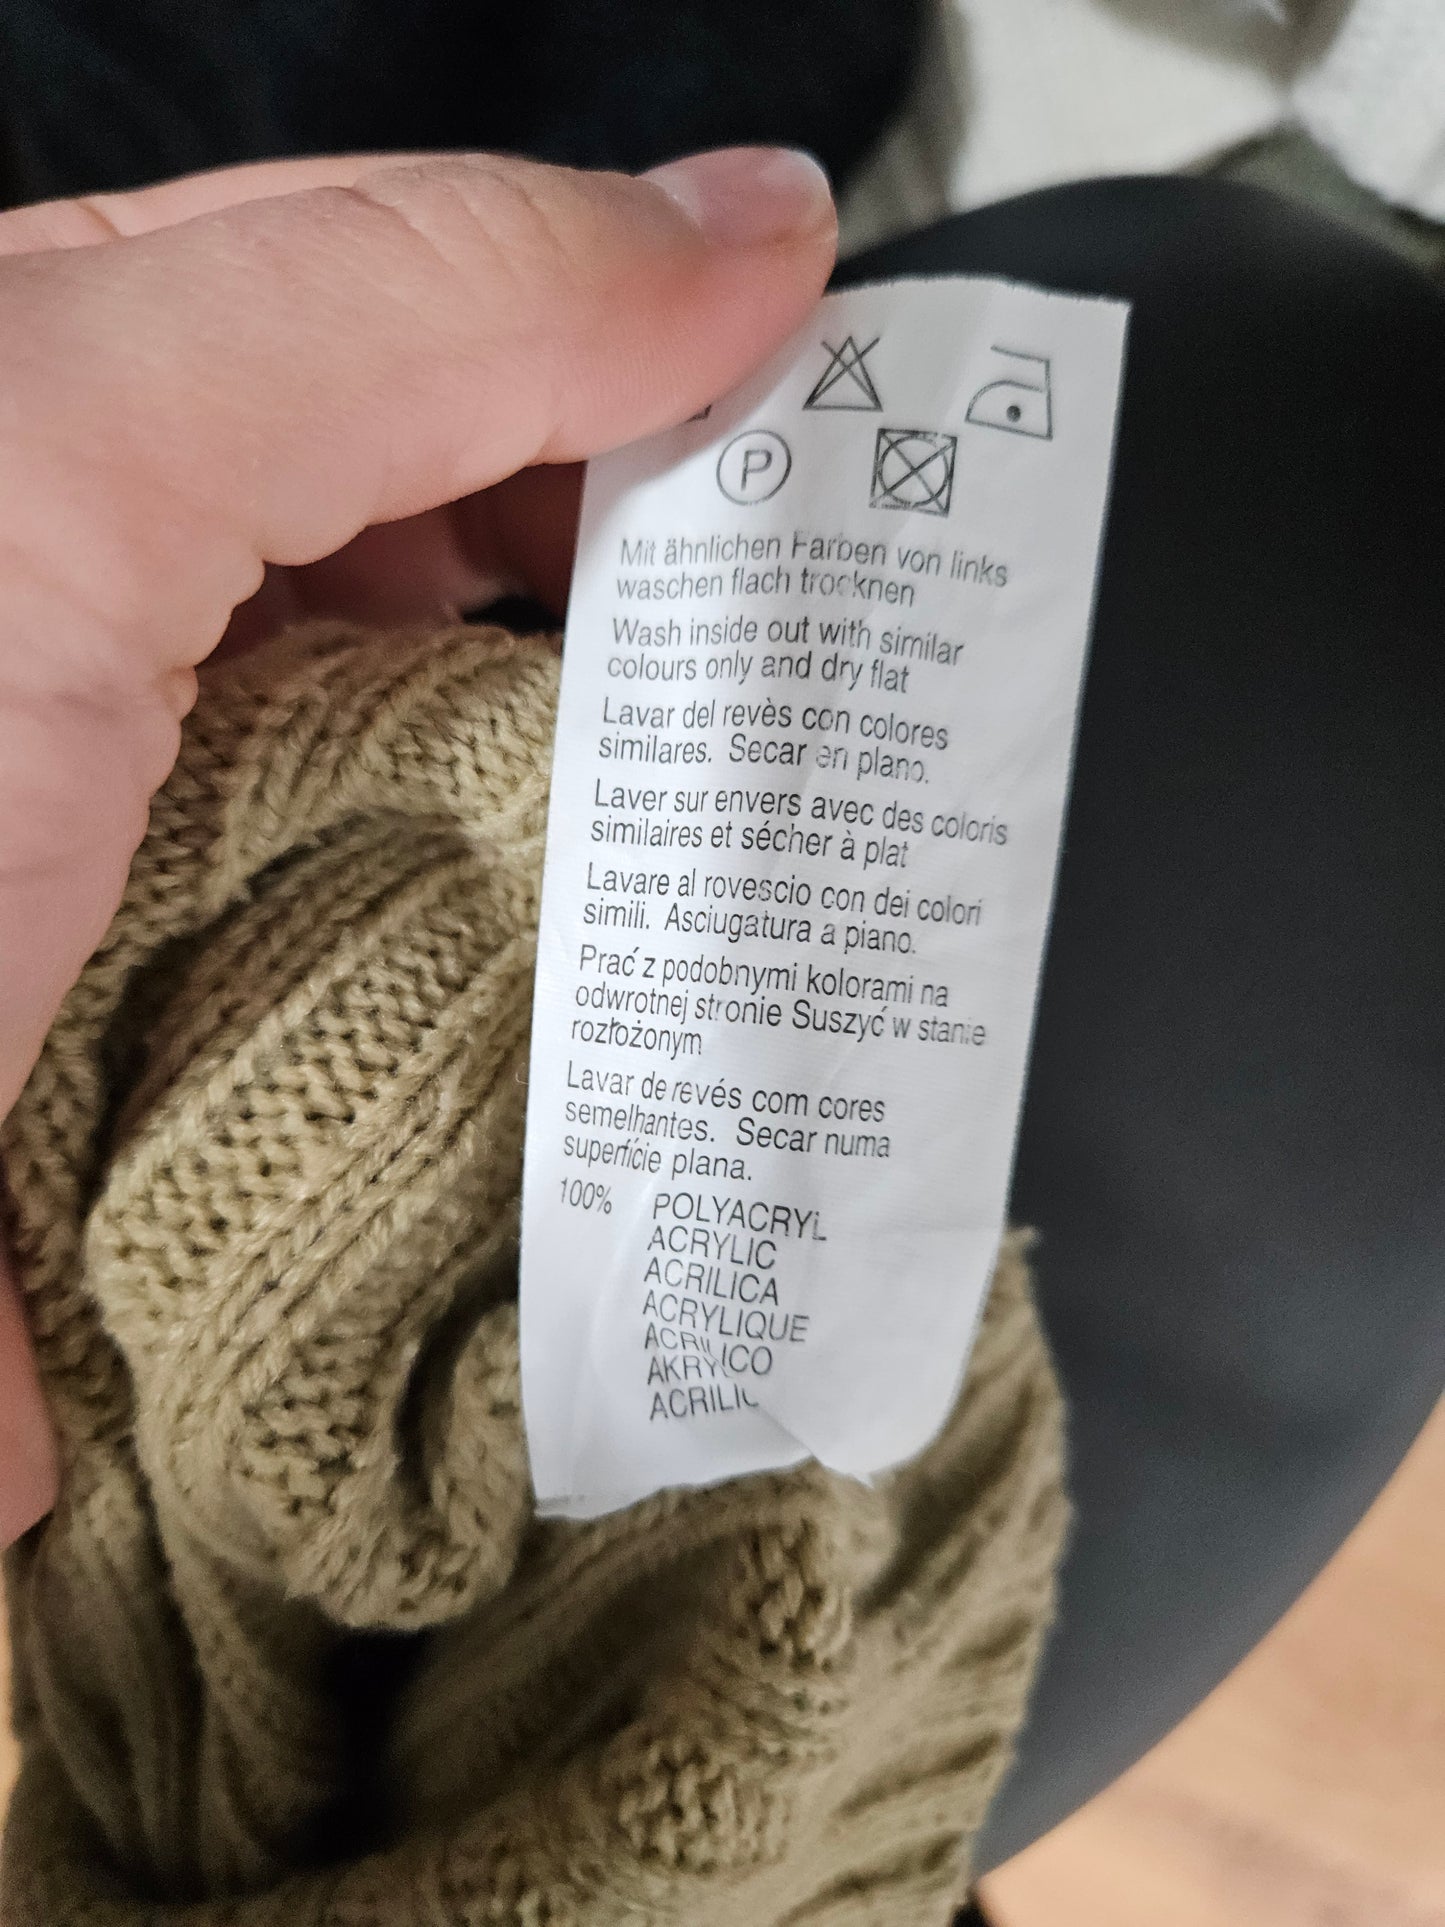 P
Mit ähnlichen Farben von links
waschen flach trocknen
Wash inside out with similar
colours only and dry flat
Lavar del revès con colores
similares. Secar en plano.
Laver sur envers avec des coloris
similaires et sécher à plat
Lavare al rovescio con dei colori
simili. Asciugatura a piano.
Prać z podobnymi kolorami na
odwrotnej stronie Suszyć w stanie
rozłożonym
Lavar de revés com cores
semelhantes. Secar numa
superfície plana.
100% POLYACRYL
ACRYLIC
ACRILICA
ACRYLIQUE
ACRILICO
AKRYL
ACRILIC